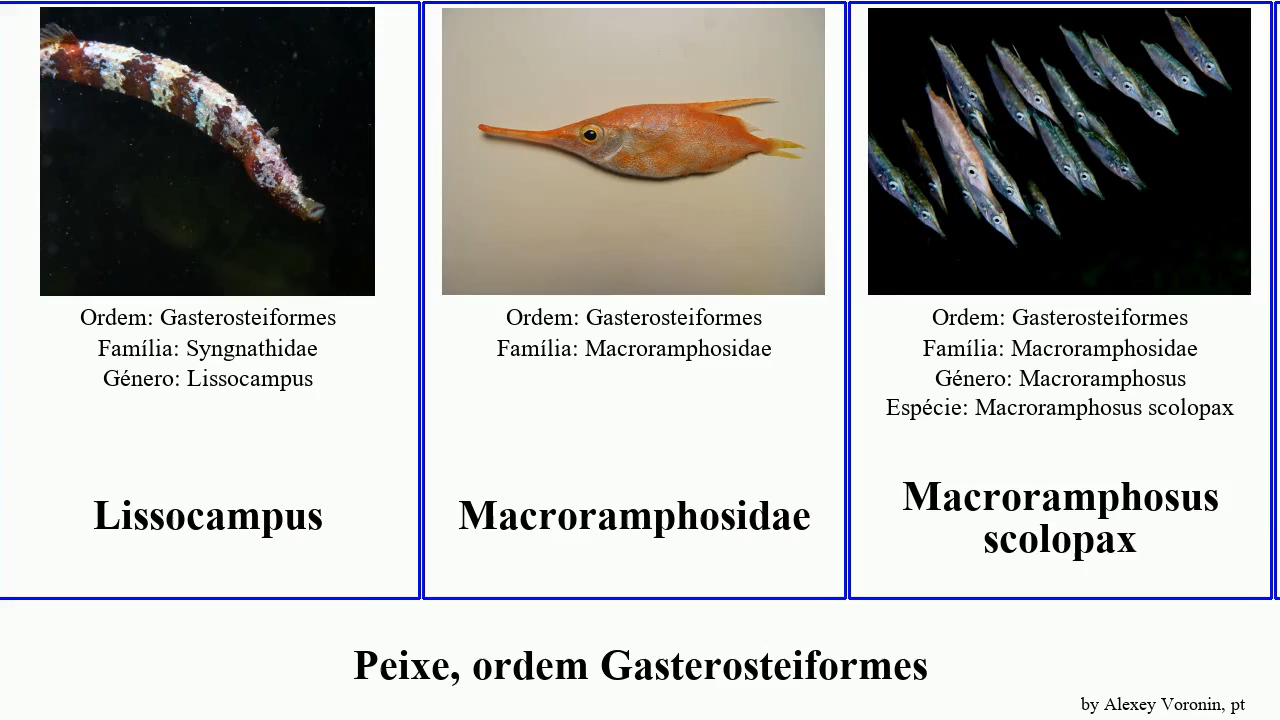 Ordem: Gasterosteiformes
Família: Syngnathidae
Género: Lissocampus
Lissocampus
Ordem: Gasterosteiformes
Família: Macroramphosidae
Macroramphosidae
Ordem: Gasterosteiformes
Família: Macroramphosidae
Género: Macroramphosus
Espécie: Macroramphosus scolopax
Macroramphosus
scolopax
Peixe, ordem Gasterosteiformes
by Alexey Voronin, pt